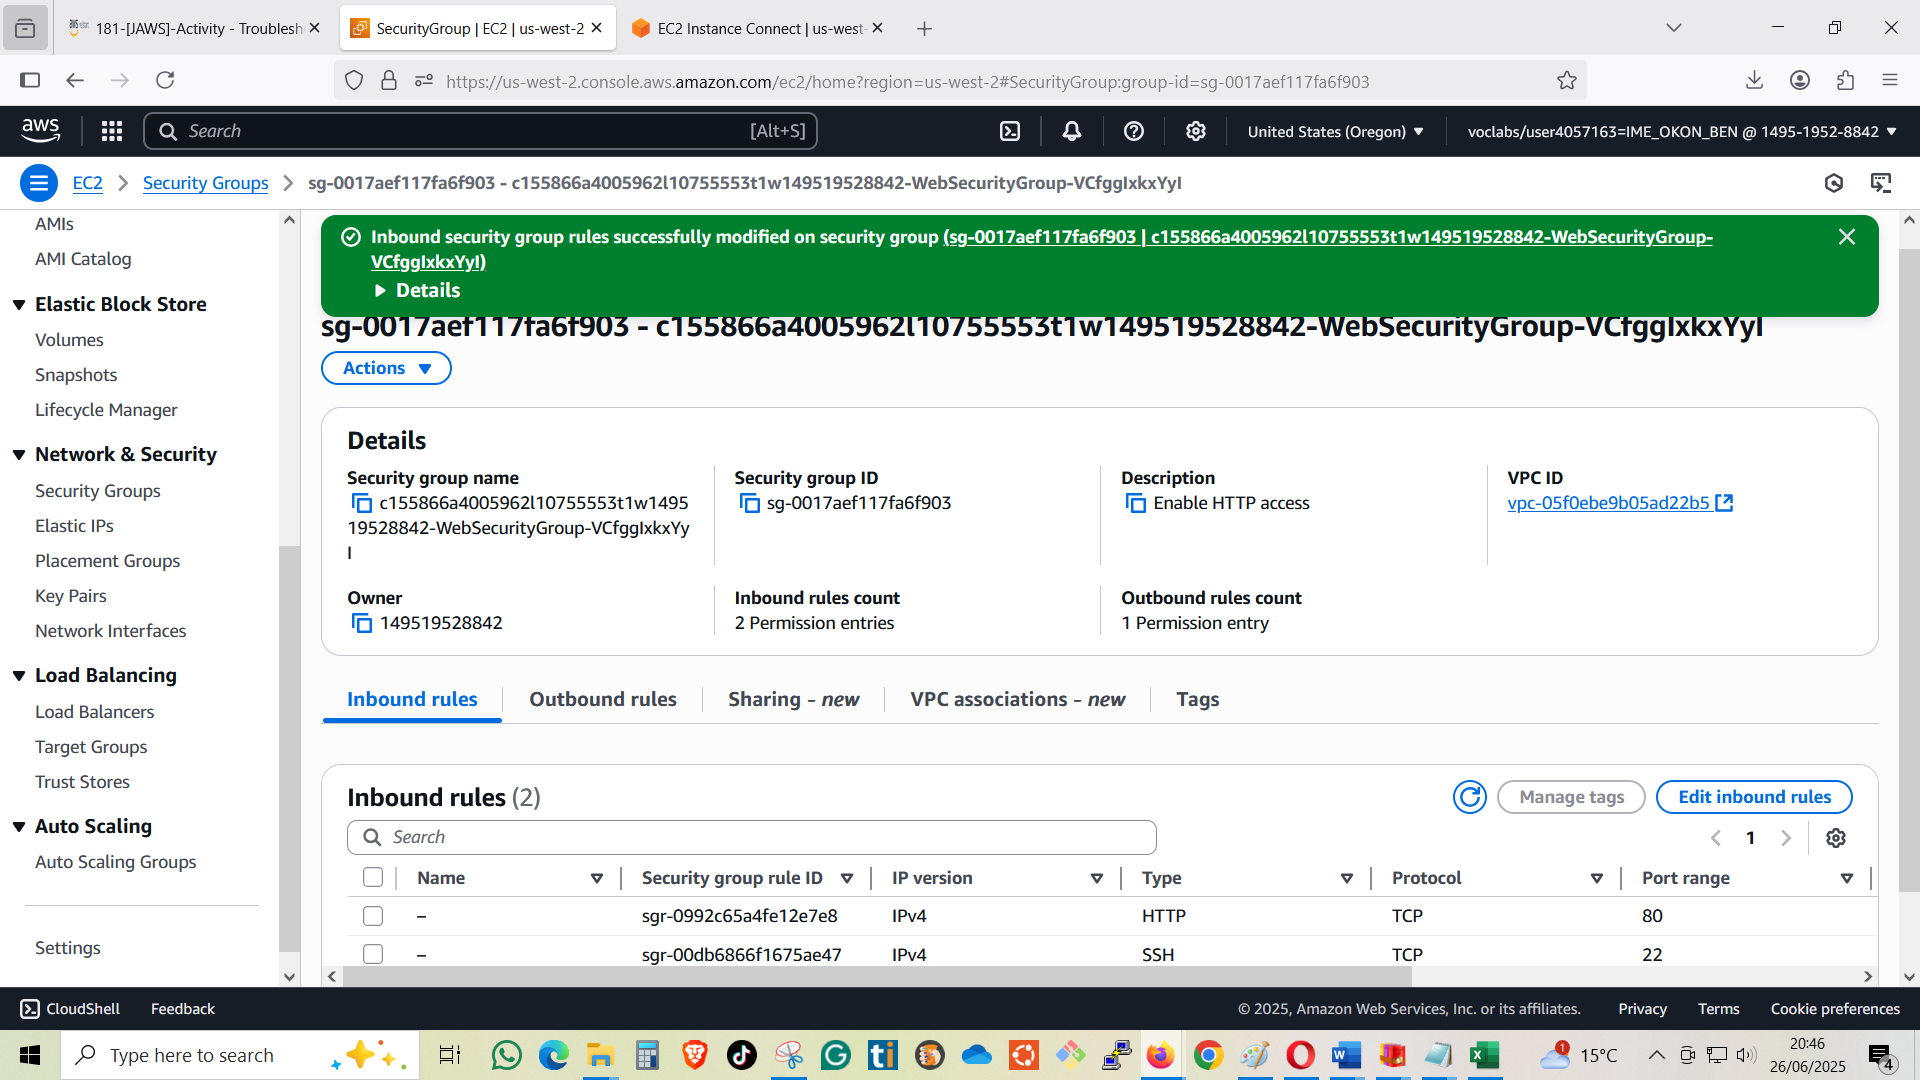 181-[JAWS]-Activity - Troublesh
SecurityGroup | EC2 | us-west-2
EC2 Instance Connect | us-west-
https://us-west-2.console.aws.amazon.com/ec2/home?region=us-west-2#SecurityGroup:group-id=sg-0017aef117fa6f903
aws
Search
[Alt+S]
United States (Oregon)
voclabs/user4057163=IME_OKON_BEN @ 1495-1952-8842
EC2
Security Groups
sg-0017aef117fa6f903 - c155866a4005962l10755553t1w149519528842-WebSecurityGroup-VCfggIxkxYyI
AMIs
AMI Catalog
Elastic Block Store
Volumes
Snapshots
Lifecycle Manager
Network & Security
Security Groups
Elastic IPs
Placement Groups
Key Pairs
Network Interfaces
Load Balancing
Load Balancers
Target Groups
Trust Stores
Auto Scaling
Auto Scaling Groups
Settings
Inbound security group rules successfully modified on security group (sg-0017aef117fa6f903 | c155866a4005962l10755553t1w149519528842-WebSecurityGroup-
VCfggIxkxYyI)
Details
sg-0017aef117fa6f903 - c155866a4005962l10755553t1w149519528842-WebSecurityGroup-VCfggIxkxYyI
Actions
Details
Security group name
c155866a4005962l10755553t1w1495
19528842-WebSecurityGroup-VCfggIxkxYy
I
Security group ID
sg-0017aef117fa6f903
Description
Enable HTTP access
VPC ID
vpc-05f0ebe9b05ad22b5
Owner
149519528842
Inbound rules count
2 Permission entries
Outbound rules count
1 Permission entry
Inbound rules
Outbound rules
Sharing - new
VPC associations - new
Tags
Inbound rules (2)
Manage tags
Edit inbound rules
Search
1
Name
Security group rule ID
IP version
Type
Protocol
Port range
– sgr-0992c65a4fe12e7e8 IPv4 HTTP TCP 80
– sgr-00db6866f1675ae47 IPv4 SSH TCP 22
CloudShell
Feedback
© 2025, Amazon Web Services, Inc. or its affiliates.
Privacy
Terms
Cookie preferences
Type here to search
15°C
20:46
26/06/2025
4